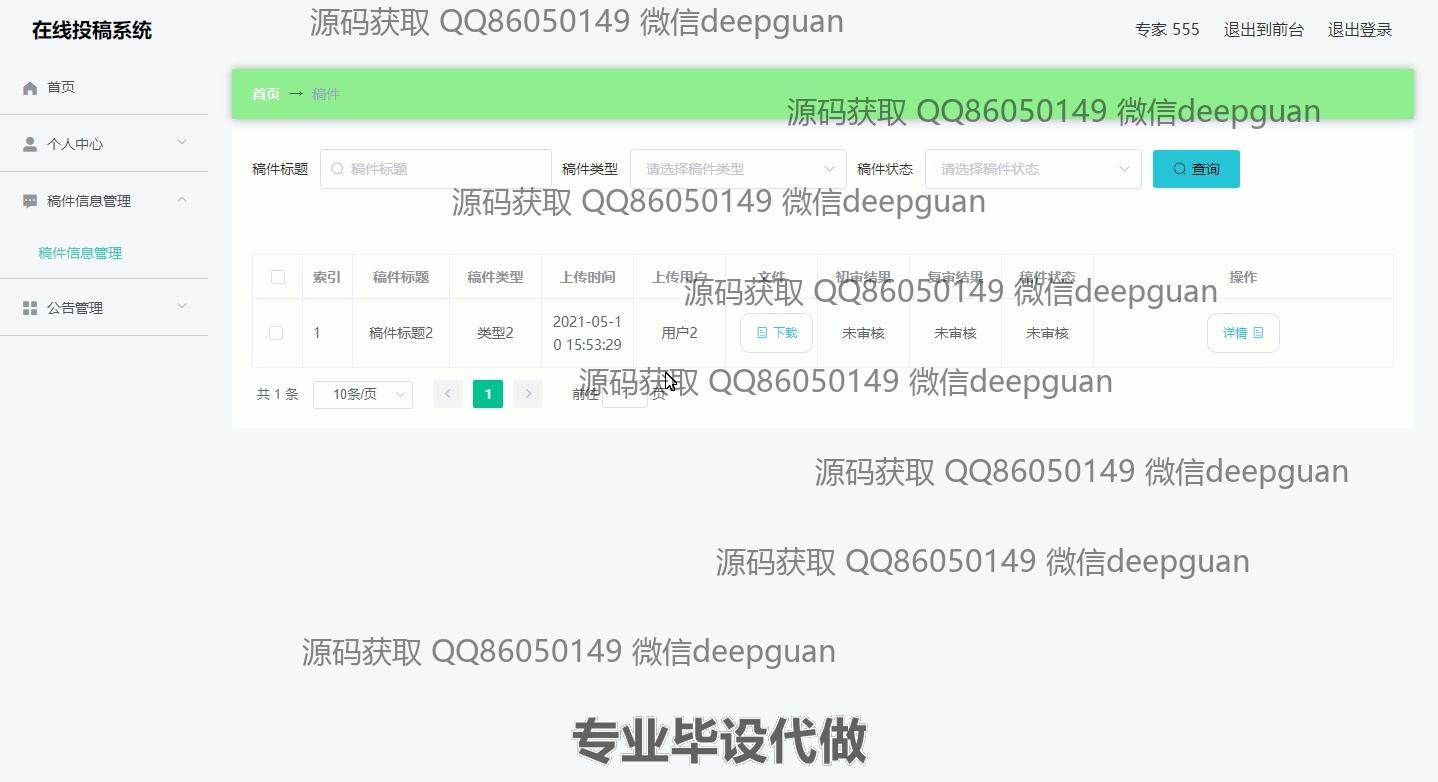 在线投稿系统
源码获取 QQ86050149 微信deepguan
专家 555 退出到前台 退出登录
首页
首页 → 稿件
源码获取 QQ86050149 微信deepguan
个人中心
稿件标题 稿件标题 稿件类型 请选择稿件类型 稿件状态 请选择稿件状态 查询
稿件信息管理
源码获取 QQ86050149 微信deepguan
稿件信息管理
索引 稿件标题 稿件类型 上传时间 上传用户 文件 初审结果 复审结果 稿件状态 操作
源码获取 QQ86050149 微信deepguan
公告管理
1 稿件标题2 类型2 2021-05-1
0 15:53:29 用户2 下载 未审核 未审核 未审核 详情
源码获取 QQ86050149 微信deepguan
共 1 条 10条/页 1 前往 1 页
源码获取 QQ86050149 微信deepguan
源码获取 QQ86050149 微信deepguan
源码获取 QQ86050149 微信deepguan
专业毕设代做